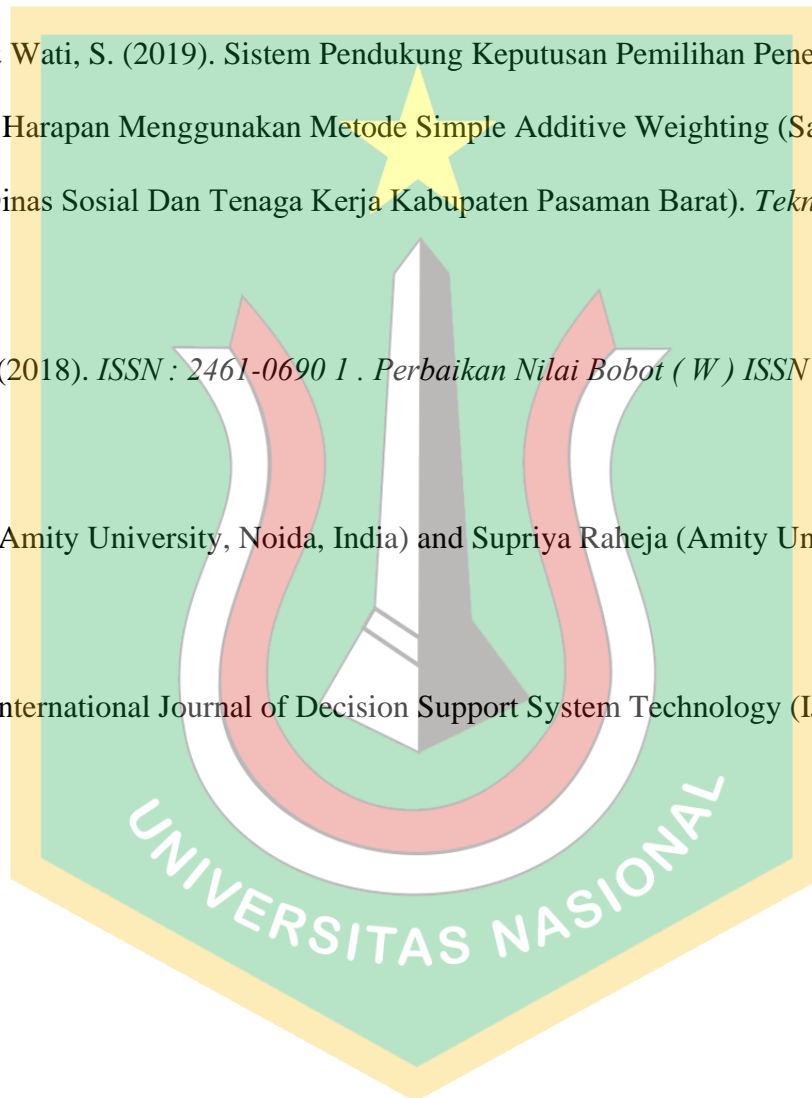 Wati, S. (2019). Sistem Pendukung Keputusan Pemilihan Pene
Harapan Menggunakan Metode Simple Additive Weighting (Sa
inas Sosial Dan Tenaga Kerja Kabupaten Pasaman Barat). Tekn
(2018). ISSN : 2461-0690 1 . Perbaikan Nilai Bobot ( W ) ISSN
Amity University, Noida, India) and Supriya Raheja (Amity Un
nternational Journal of Decision Support System Technology (I
UNIVERSITAS NASIONAL